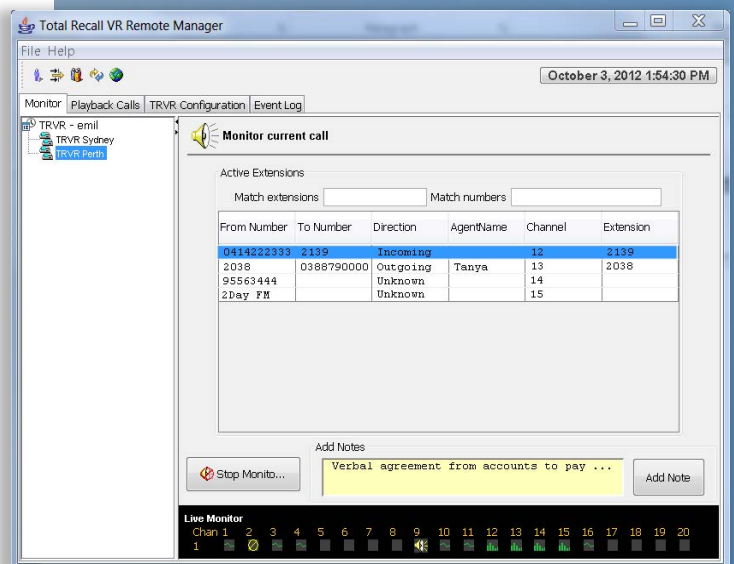 Total Recall VR Remote Manager
File Help
October 3, 2012 1:54:30 PM
Monitor Playback Calls TRVR Configuration Event Log
TRVR - emil
TRVR Sydney
TRVR Perth
Monitor current call
Active Extensions
Match extensions Match numbers
From Number To Number Direction AgentName Channel Extension
0414222333 2139 Incoming 12 2139
2038 0388790000 Outgoing Tanya 13 2038
95563444 Unknown 14
2Day FM Unknown 15
Add Notes
Stop Monito... Verbal agreement from accounts to pay ... Add Note
Live Monitor
Chan 1 2 3 4 5 6 7 8 9 10 11 12 13 14 15 16 17 18 19 20
1